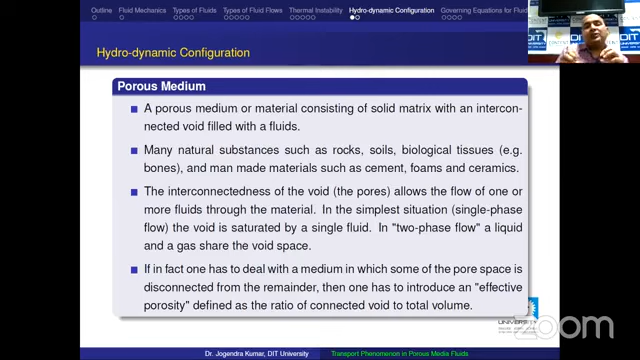 Outline Fluid Mechanics Types of Fluids Types of Fluid Flows Thermal Instability Hydro-dynamic Configuration Governing Equations for Fluid
Hydro-dynamic Configuration
Porous Medium
A porous medium or material consisting of solid matrix with an intercon-
nected void filled with a fluids.
Many natural substances such as rocks, soils, biological tissues (e.g.
bones), and man made materials such as cement, foams and ceramics.
The interconnectedness of the void (the pores) allows the flow of one or
more fluids through the material. In the simplest situation (single-phase
flow) the void is saturated by a single fluid. In "two-phase flow" a liquid
and a gas share the void space.
If in fact one has to deal with a medium in which some of the pore space is
disconnected from the remainder, then one has to introduce an "effective
porosity" defined as the ratio of connected void to total volume.
UNIVERSITY
zoom
Dr. Jogendra Kumar, DIT University Transport Phenomenon in Porous Media Fluids